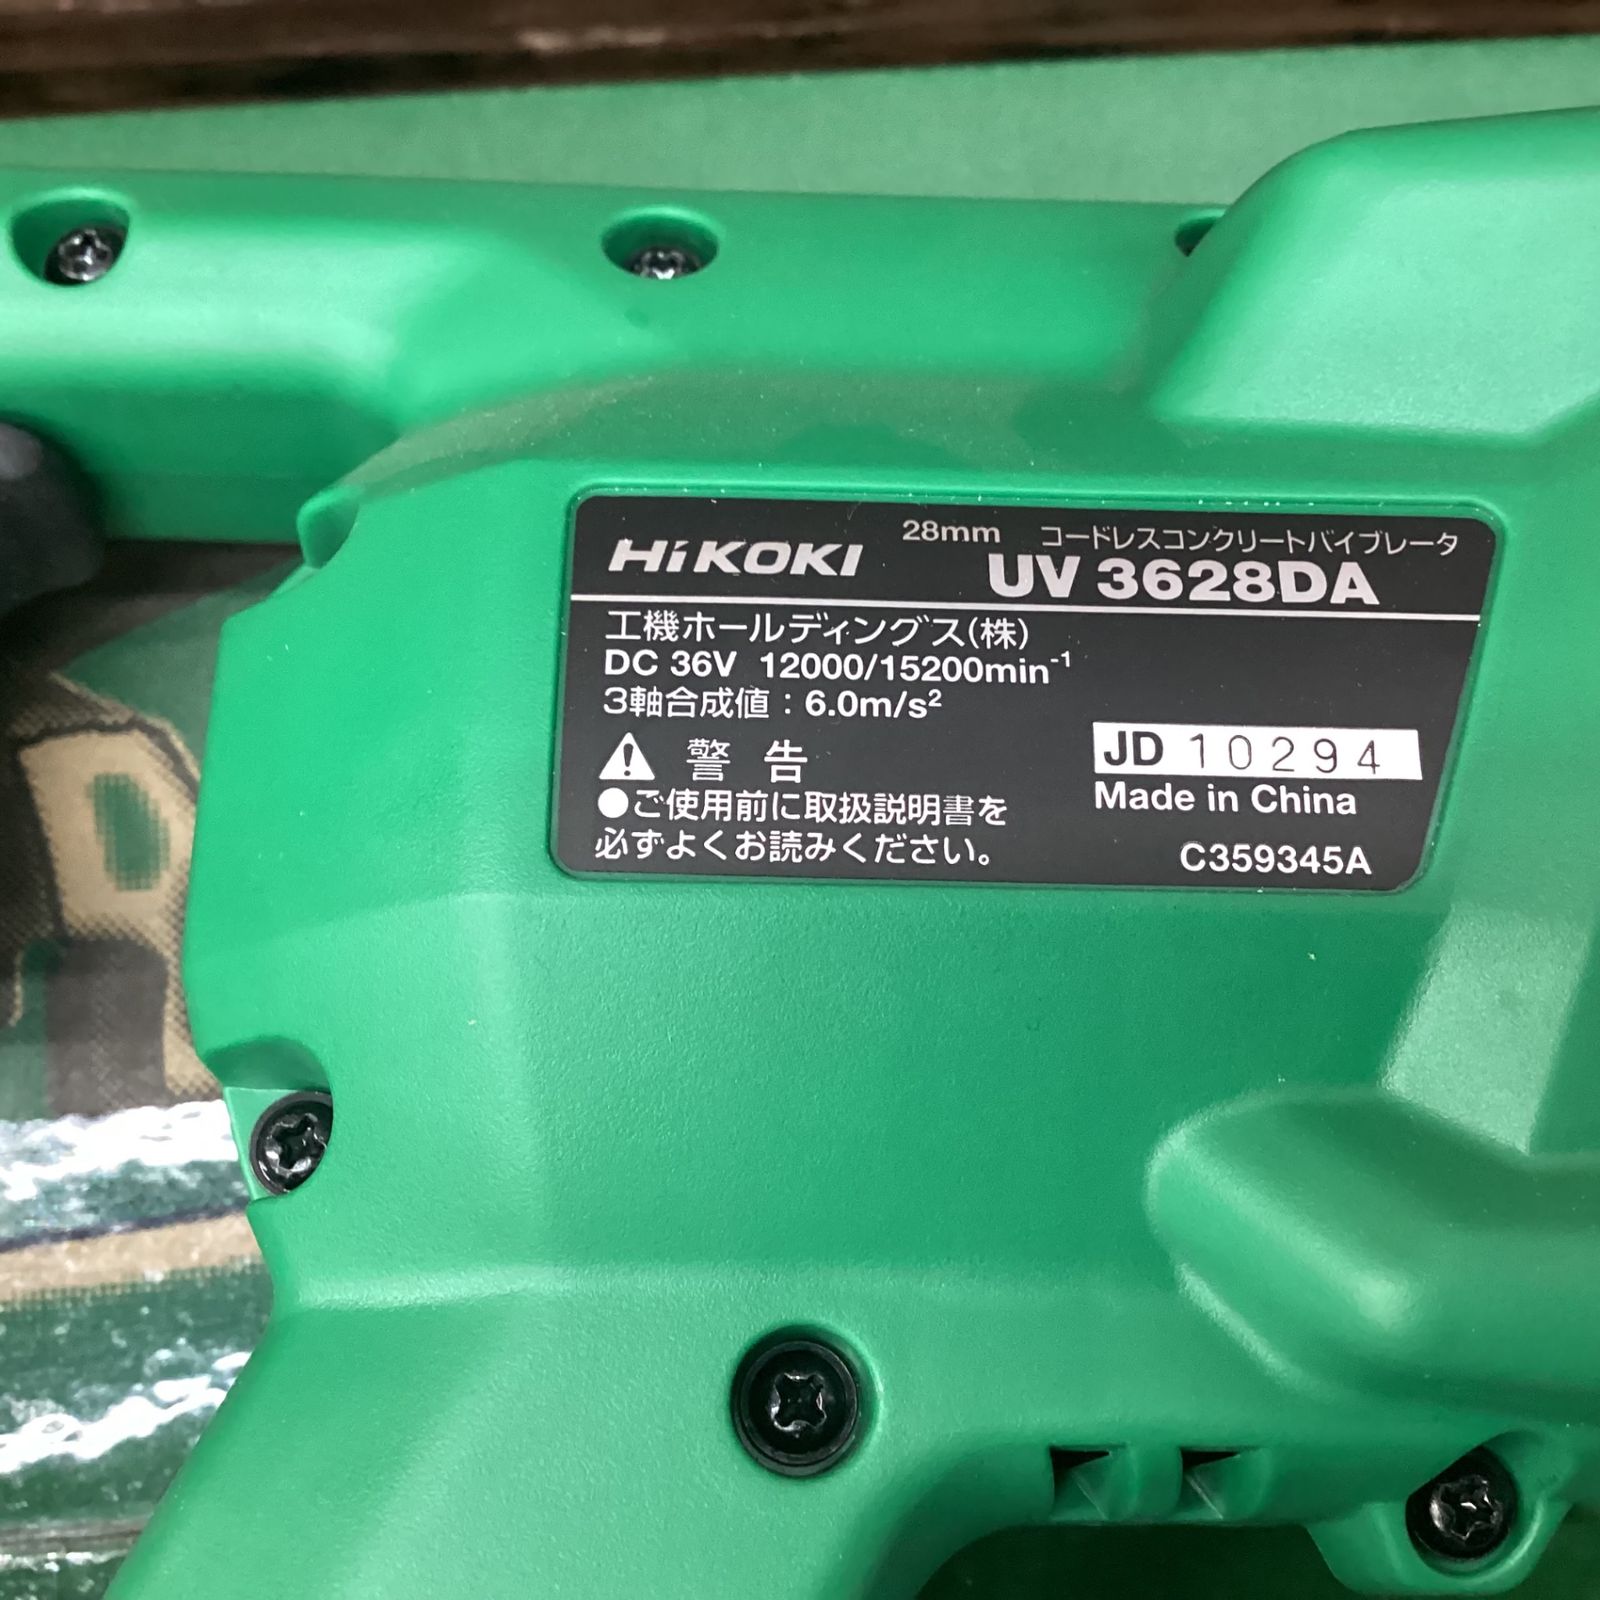 28mm コードレスコンクリートバイブレータ
HiKOKI UV 3628DA
工機ホールディングス(株)
DC 36V 12000/15200min⁻¹
3軸合成値：6.0m/s²
⚠ 警告
JD 10294
Made in China
●ご使用前に取扱説明書を
必ずよくお読みください。
C359345A